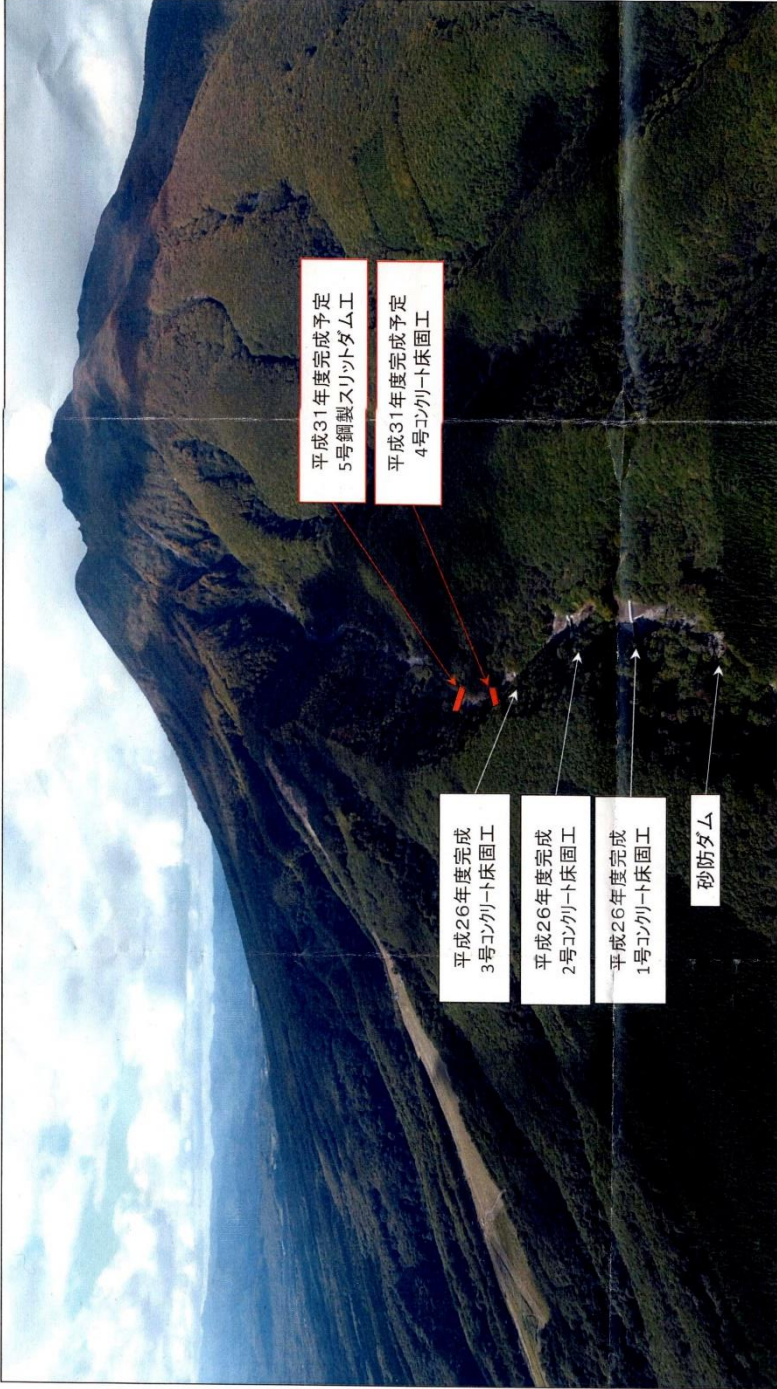 平成31年度完成予定
5号鋼製スリットダム工
平成31年度完成予定
4号コンクリート床固工
平成26年度完成
3号コンクリート床固工
平成26年度完成
2号コンクリート床固工
平成26年度完成
1号コンクリート床固工
砂防ダム